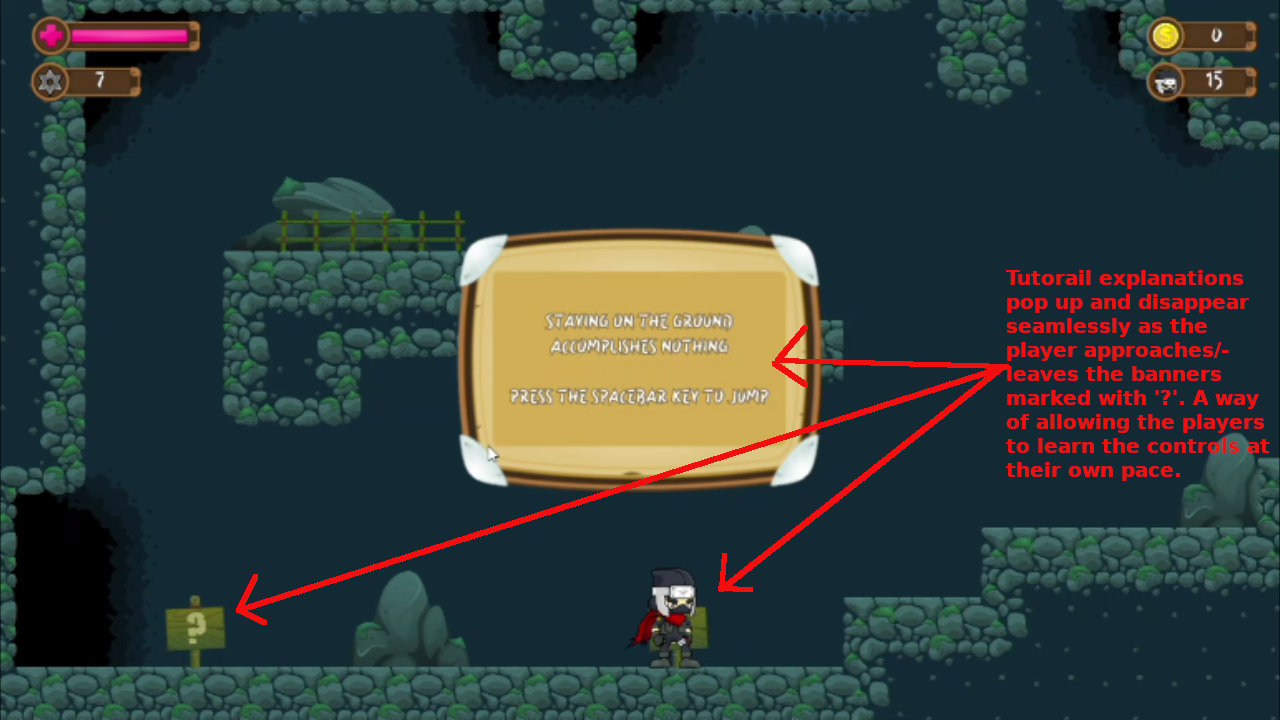 0
7
15
STAYING ON THE GROUND
ACCOMPLISHES NOTHING
PRESS THE SPACEBAR KEY TO JUMP
Tutorail explanations
pop up and disappear
seamlessly as the
player approaches/-
leaves the banners
marked with '?'. A way
of allowing the players
to learn the controls at
their own pace.
?